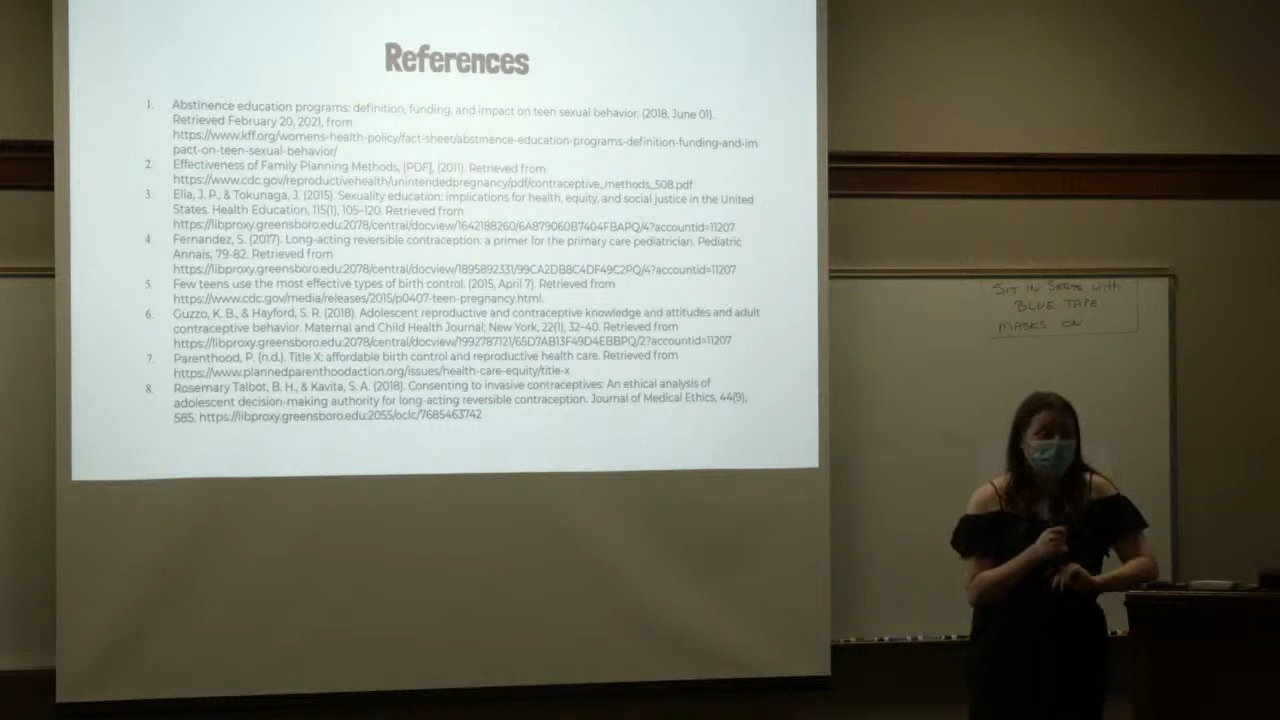 References
1. Abstinence education programs: definition, funding, and impact on teen sexual behavior. (2018, June 01).
Retrieved February 20, 2021, from
https://www.kff.org/womens-health-policy/fact-sheet/abstinence-education-programs-definition-funding-and-im
pact-on-teen-sexual-behavior/
2. Effectiveness of Family Planning Methods, [PDF], (2011). Retrieved from
https://www.cdc.gov/reproductivehealth/unintendedpregnancy/pdf/contraceptive_methods_508.pdf
3. Elia, J. P., & Tokunaga, J. (2015). Sexuality education: implications for health, equity, and social justice in the United
States. Health Education, 115(1), 105-120. Retrieved from
https://libproxy.greensboro.edu:2078/central/docview/1642188260/6A879060B7404FBAPQ/4?accountid=11207
4. Fernandez, S. (2017). Long-acting reversible contraception: a primer for the primary care pediatrician. Pediatric
Annals, 79-82. Retrieved from
https://libproxy.greensboro.edu:2078/central/docview/1895892331/99CA2DB8C4DF49C2PQ/4?accountid=11207
5. Few teens use the most effective types of birth control. (2015, April 7). Retrieved from
https://www.cdc.gov/media/releases/2015/p0407-teen-pregnancy.html.
6. Guzzo, K. B., & Hayford, S. R. (2018). Adolescent reproductive and contraceptive knowledge and attitudes and adult
contraceptive behavior. Maternal and Child Health Journal; New York, 22(1), 32-40. Retrieved from
https://libproxy.greensboro.edu:2078/central/docview/1992787121/65D7AB13F49D4EBBPQ/2?accountid=11207
7. Parenthood, P. (n.d.). Title X: affordable birth control and reproductive health care. Retrieved from
https://www.plannedparenthoodaction.org/issues/health-care-equity/title-x
8. Rosemary Talbot, B. H., & Kavita, S. A. (2018). Consenting to invasive contraceptives: An ethical analysis of
adolescent decision-making authority for long-acting reversible contraception. Journal of Medical Ethics, 44(9),
585. https://libproxy.greensboro.edu:2055/oclc/7685463742
SIT IN SEATS WITH
BLUE TAPE
MASKS ON